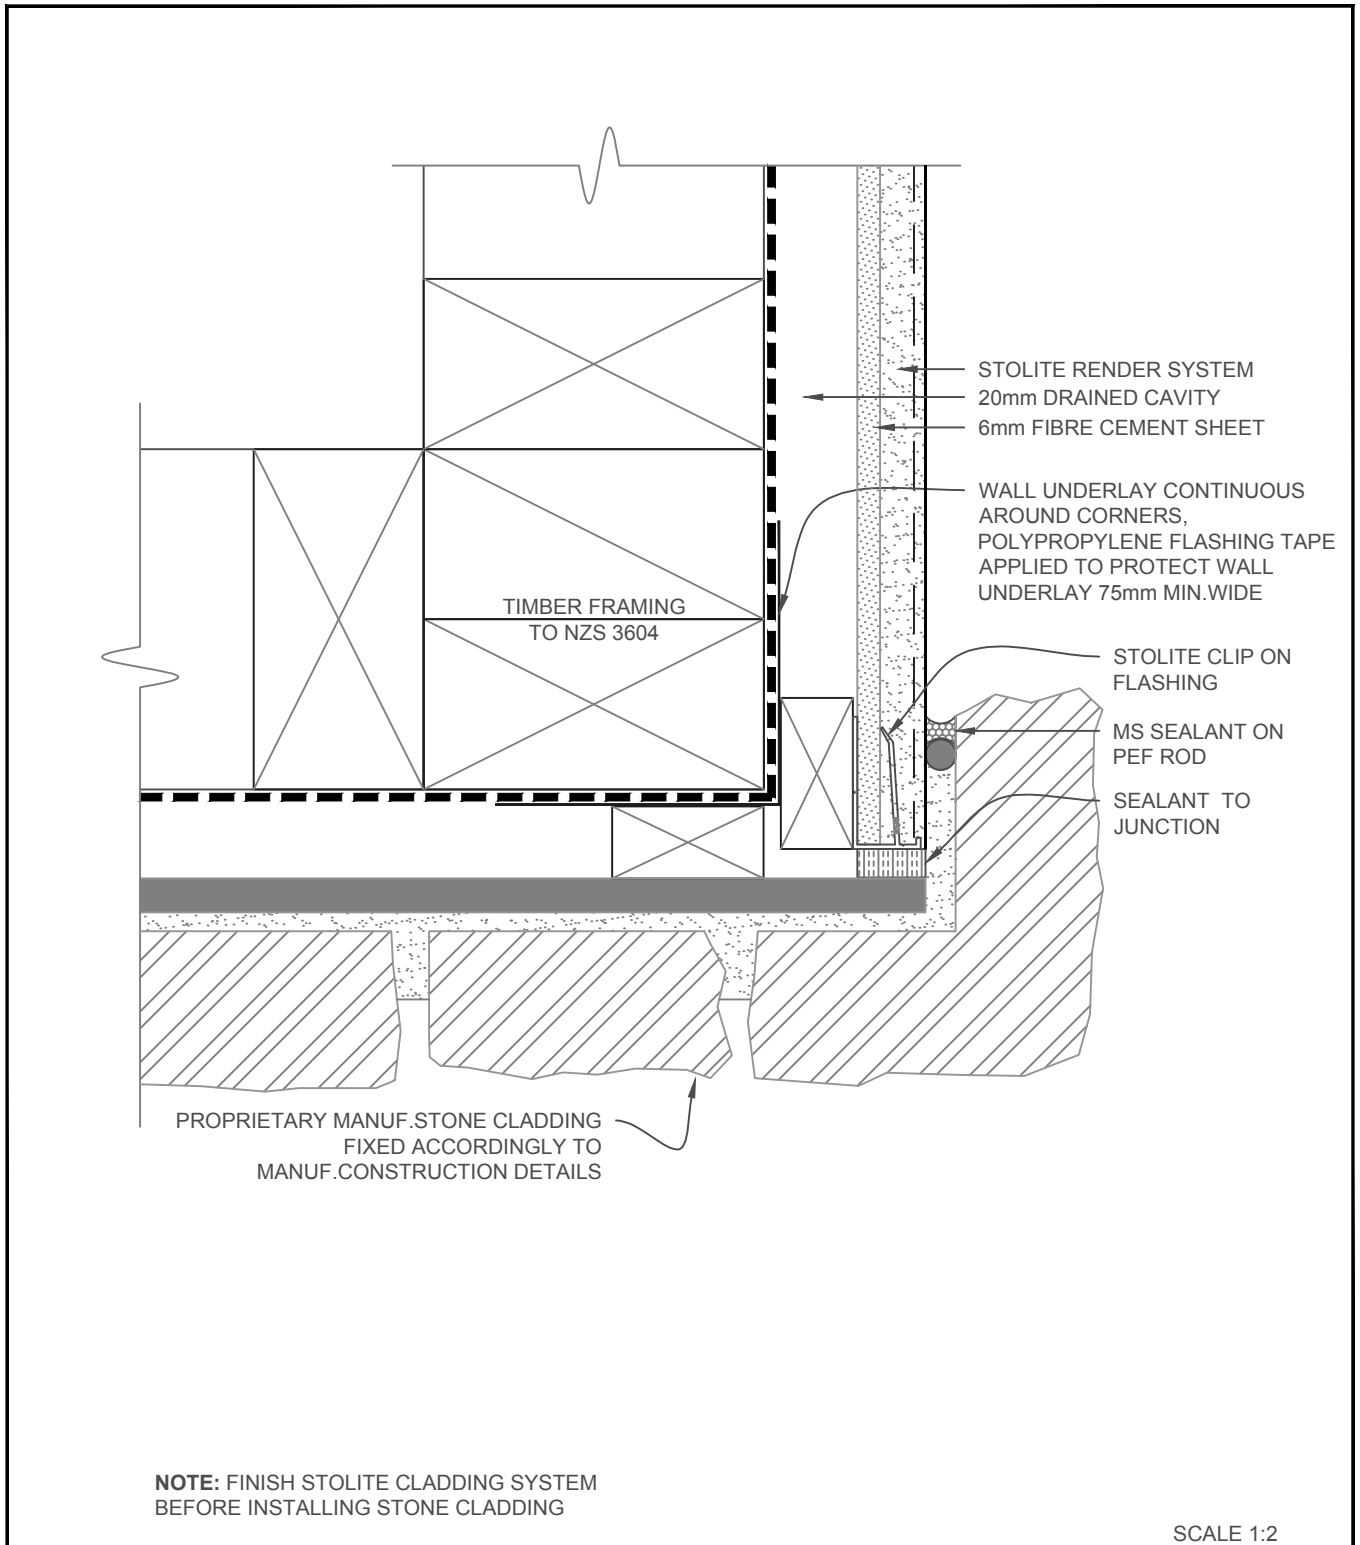 STOLITE RENDER SYSTEM
20mm DRAINED CAVITY
6mm FIBRE CEMENT SHEET
WALL UNDERLAY CONTINUOUS
AROUND CORNERS,
POLYPROPYLENE FLASHING TAPE
APPLIED TO PROTECT WALL
UNDERLAY 75mm MIN.WIDE
TIMBER FRAMING
TO NZS 3604
STOLITE CLIP ON
FLASHING
MS SEALANT ON
PEF ROD
SEALANT TO
JUNCTION
PROPRIETARY MANUF.STONE CLADDING
FIXED ACCORDINGLY TO
MANUF.CONSTRUCTION DETAILS
NOTE: FINISH STOLITE CLADDING SYSTEM
BEFORE INSTALLING STONE CLADDING
SCALE 1:2